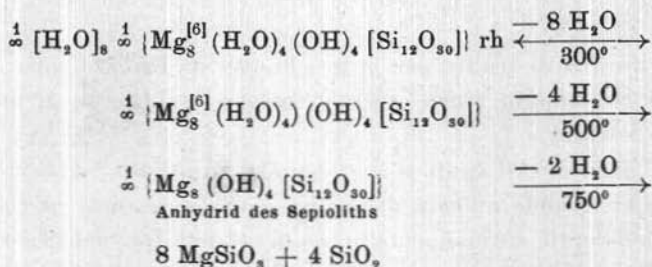 ¹∞ [H₂O]₈ ¹∞ {Mg₈^[6] (H₂O)₄ (OH)₄ [Si₁₂O₃₀]} rh — 8 H₂O ⟷ 300°
¹∞ {Mg₈^[6] (H₂O)₄) (OH)₄ [Si₁₂O₃₀]} — 4 H₂O ⟶ 500°
¹∞ {Mg₈ (OH)₄ [Si₁₂O₃₀]} — 2 H₂O ⟶ 750°
Anhydrid des Sepioliths
8 MgSiO₃ + 4 SiO₂